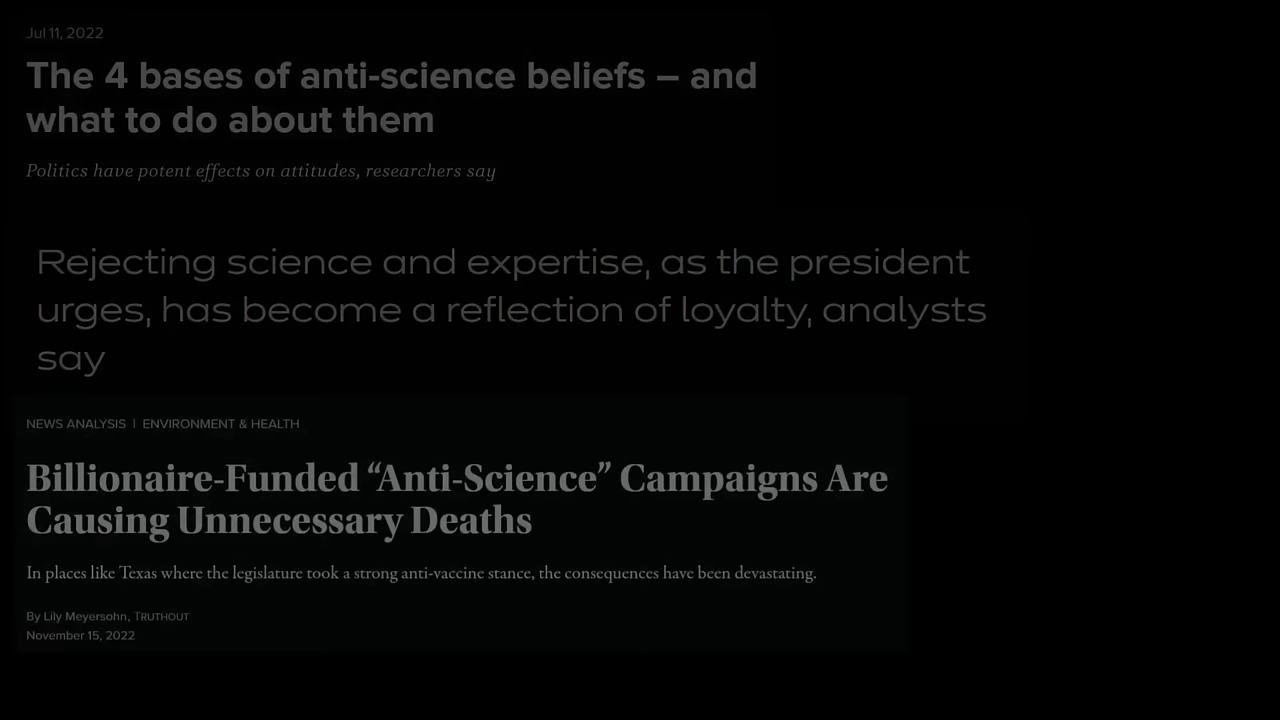 Jul 11, 2022
The 4 bases of anti-science beliefs – and
what to do about them
Politics have potent effects on attitudes, researchers say
Rejecting science and expertise, as the president
urges, has become a reflection of loyalty, analysts
say
NEWS ANALYSIS | ENVIRONMENT & HEALTH
Billionaire-Funded “Anti-Science” Campaigns Are
Causing Unnecessary Deaths
In places like Texas where the legislature took a strong anti-vaccine stance, the consequences have been devastating.
By Lily Meyersohn, TRUTHOUT
November 15, 2022